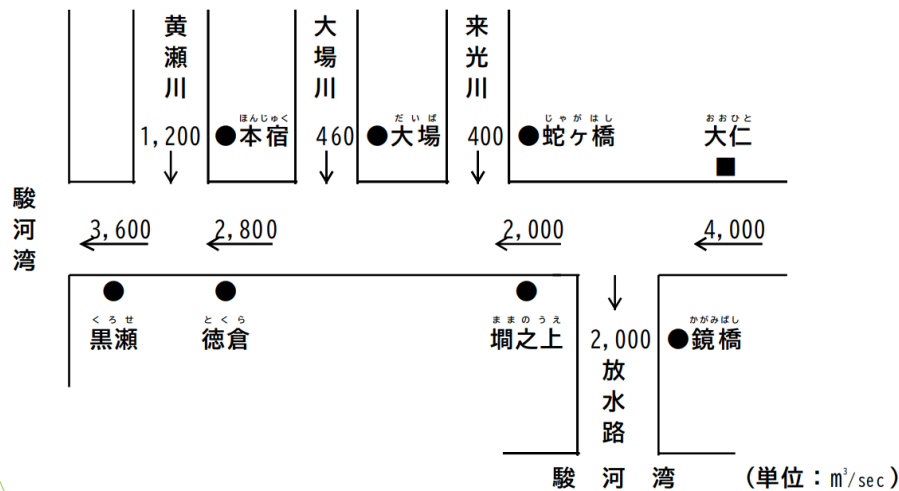 黄瀬川
大場川
来光川
ほんじゅく
だいば
じゃがはし
おおひと
1,200
●本宿
460
●大場
400
●蛇ヶ橋
大仁
■
駿河湾
3,600
2,800
2,000
4,000
くろせ
黒瀬
とくら
徳倉
ままのうえ
墹之上
2,000
かがみばし
●鏡橋
放水路
駿河湾
(単位：m³/sec)